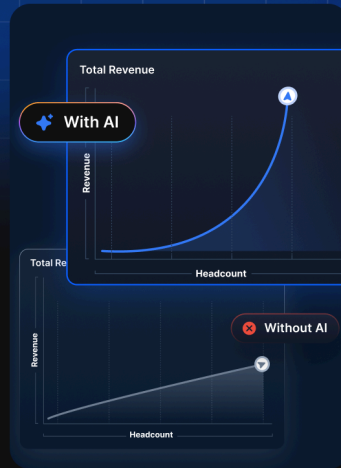 Total Revenue
With AI
Revenue
Headcount
Total Re
Without AI
Revenue
Headcount